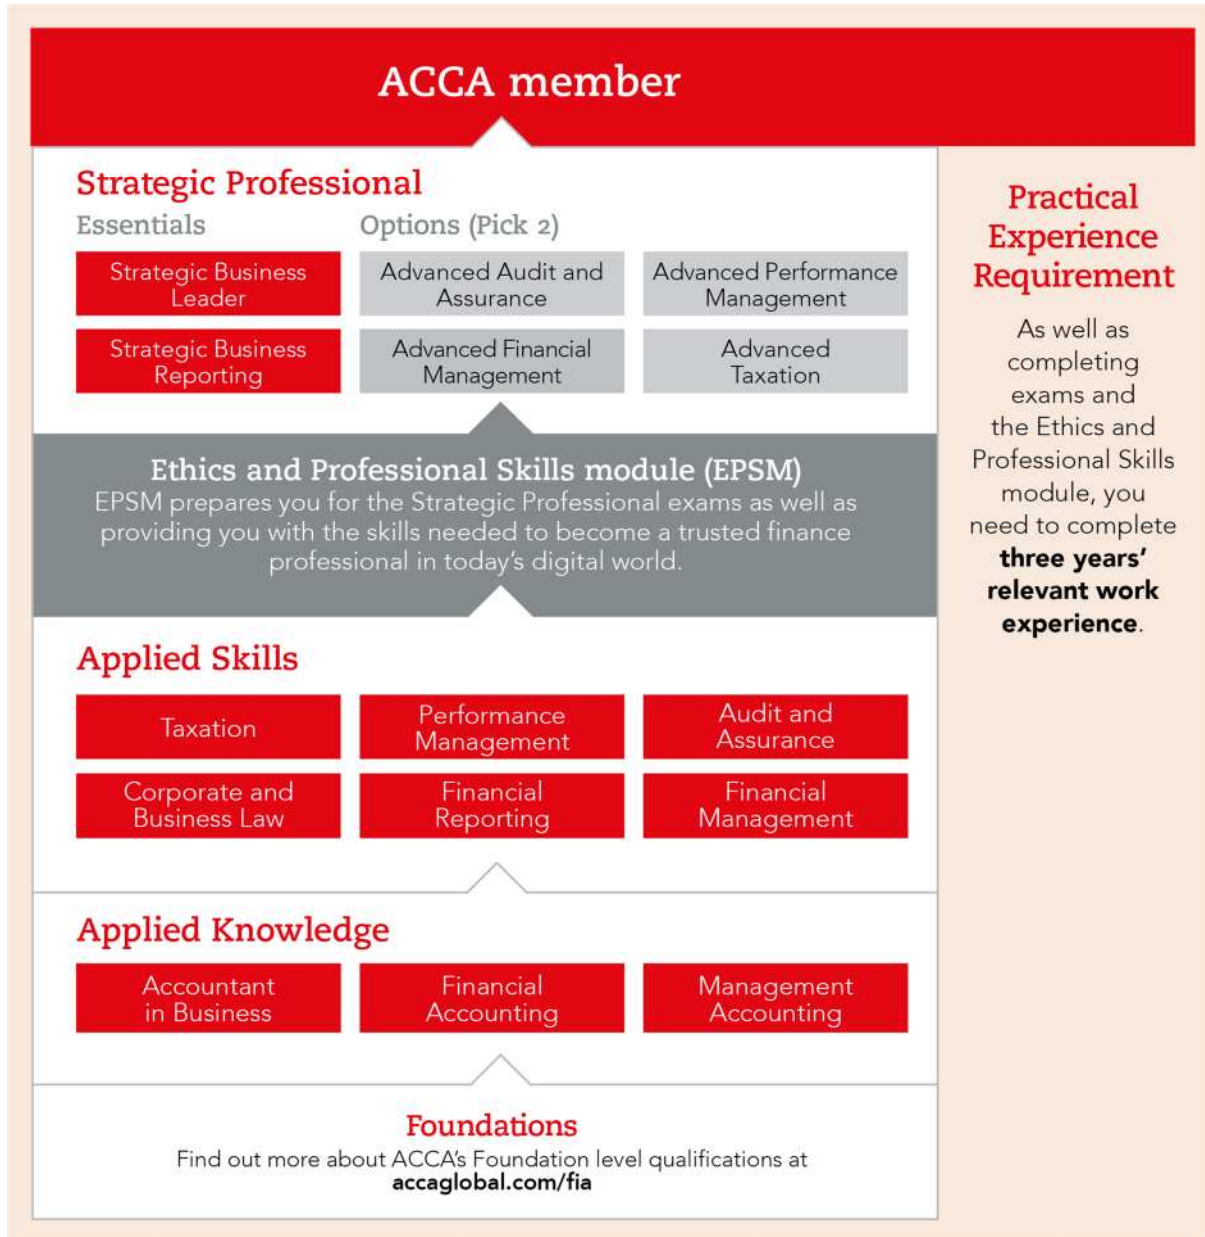 ACCA member
Strategic Professional
Essentials
Options (Pick 2)
Strategic Business
Leader
Advanced Audit and
Assurance
Advanced Performance
Management
Strategic Business
Reporting
Advanced Financial
Management
Advanced
Taxation
Ethics and Professional Skills module (EPSM)
EPSM prepares you for the Strategic Professional exams as well as
providing you with the skills needed to become a trusted finance
professional in today's digital world.
Applied Skills
Taxation
Performance
Management
Audit and
Assurance
Corporate and
Business Law
Financial
Reporting
Financial
Management
Applied Knowledge
Accountant
in Business
Financial
Accounting
Management
Accounting
Foundations
Find out more about ACCA's Foundation level qualifications at
accaglobal.com/fia
Practical
Experience
Requirement
As well as
completing
exams and
the Ethics and
Professional Skills
module, you
need to complete
three years'
relevant work
experience.